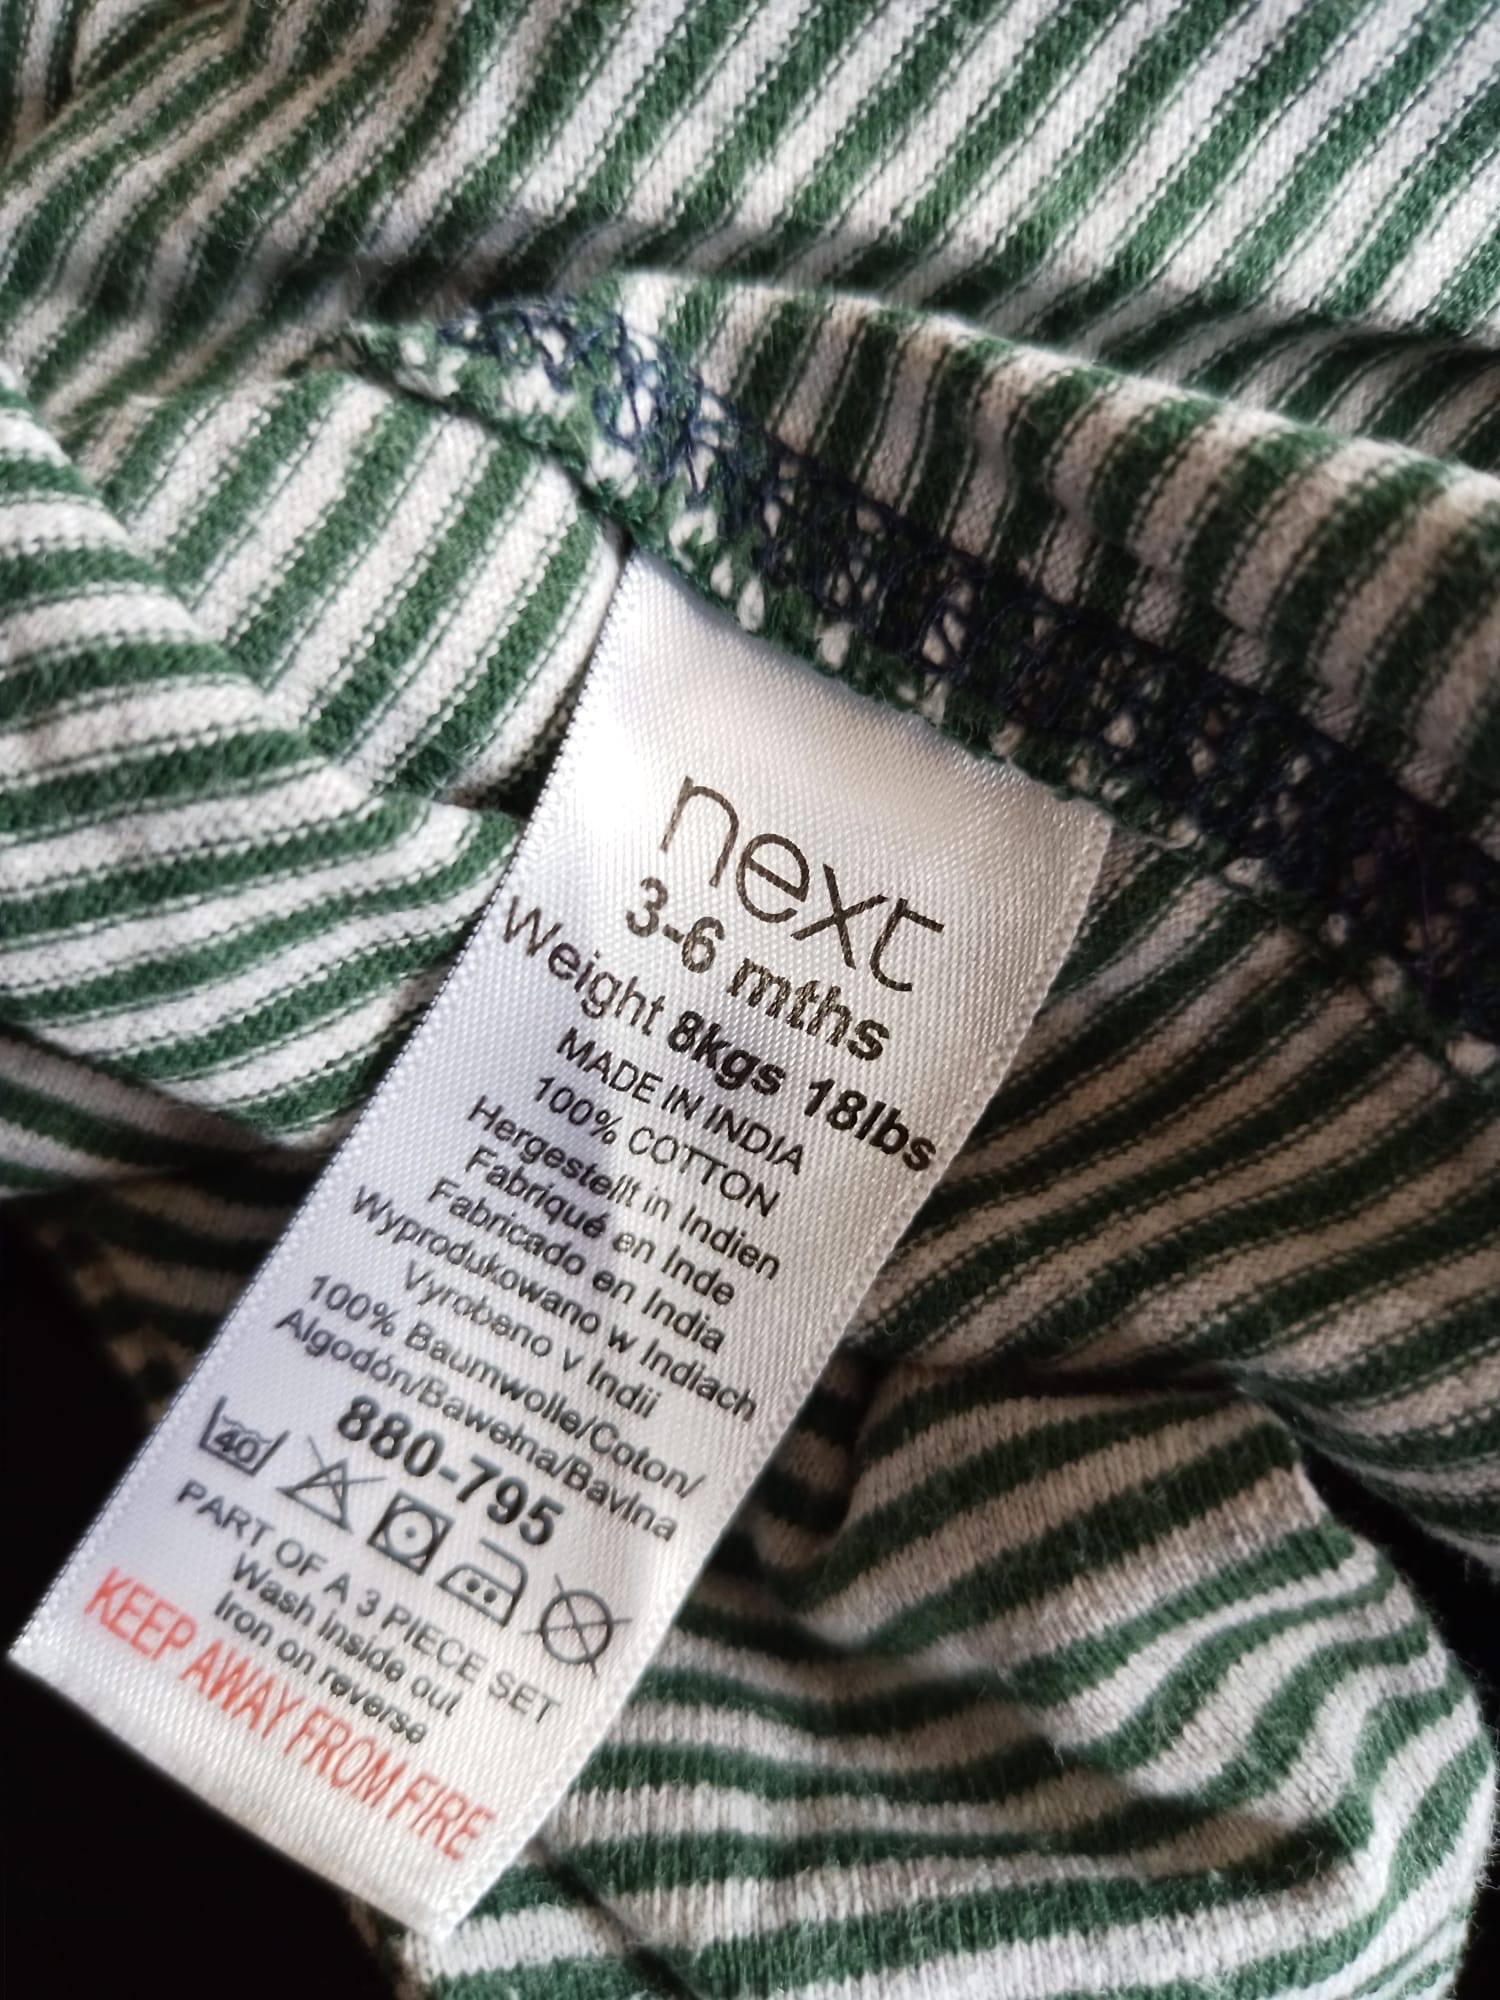 next
3-6 mths
Weight 8kgs 18lbs
MADE IN INDIA
100% COTTON
Hergestellt in Indien
Fabriqué en Inde
Fabricado en India
Wyprodukowano w Indiach
Vyrobeno v Indii
100% Baumwolle/Coton/
Algodón/Bawełna/Bavlna
880-795
40
PART OF A 3 PIECE SET
Wash inside out
Iron on reverse
KEEP AWAY FROM FIRE